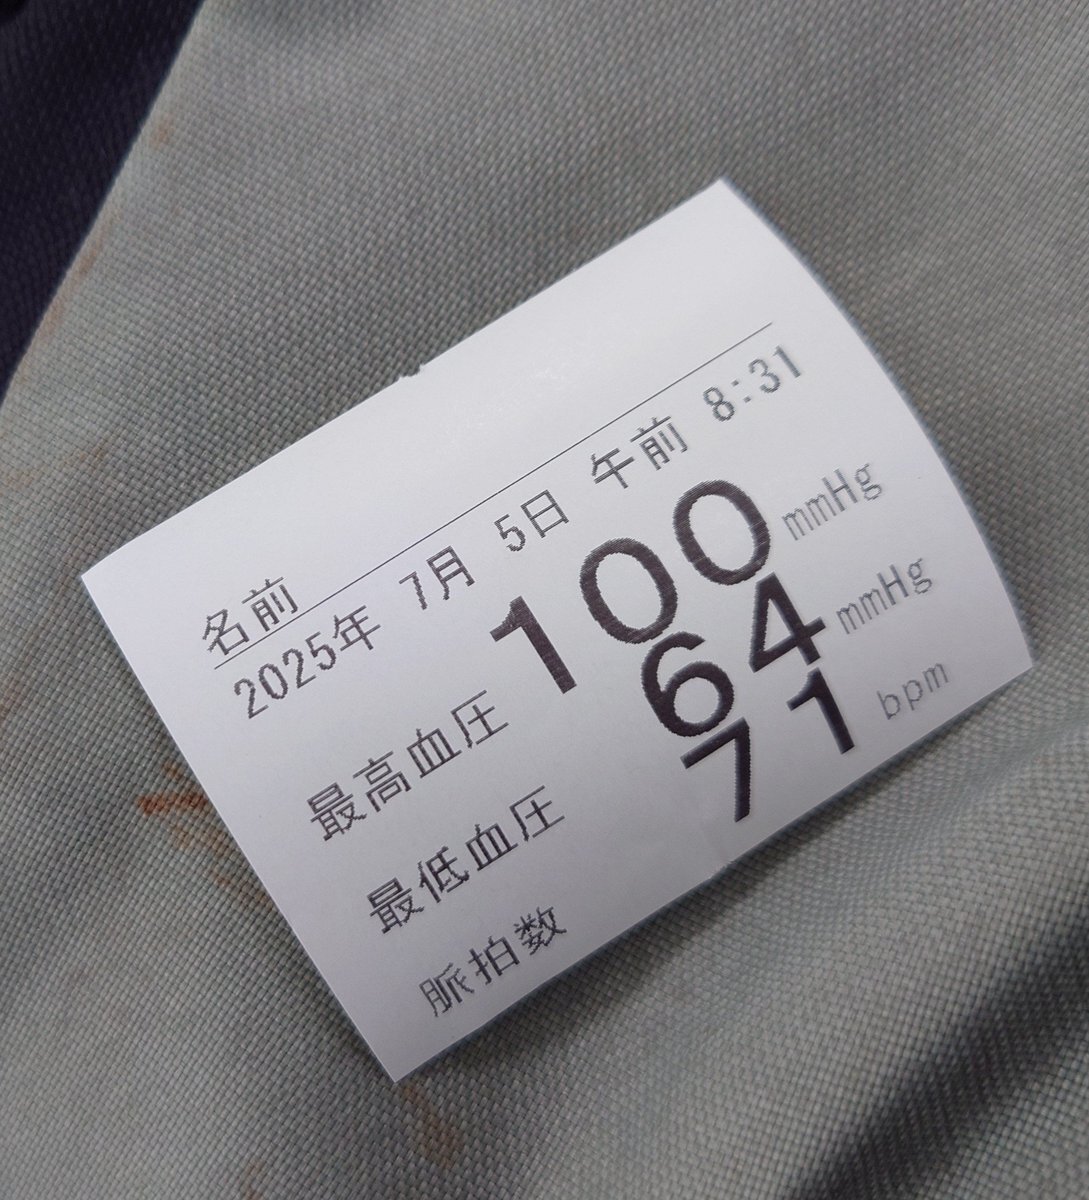 名前
2025年 7月 5日 午前 8:31
最高血圧 100 mmHg
最低血圧 64 mmHg
脈拍数 71 bpm